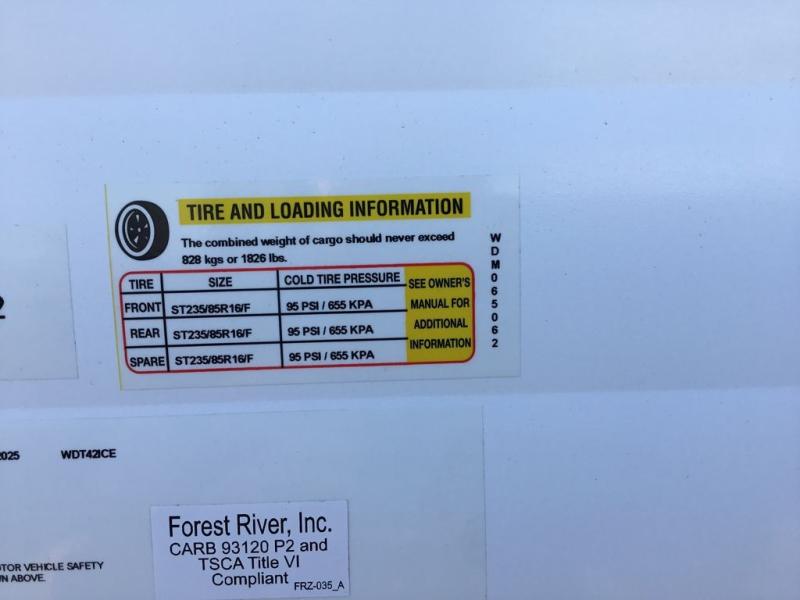 TIRE AND LOADING INFORMATION
The combined weight of cargo should never exceed
828 kgs or 1826 lbs.
TIRE SIZE COLD TIRE PRESSURE SEE OWNER'S
FRONT ST235/85R16/F 95 PSI / 655 KPA MANUAL FOR
REAR ST235/85R16/F 95 PSI / 655 KPA ADDITIONAL
SPARE ST235/85R16/F 95 PSI / 655 KPA INFORMATION
WDM065062
2
2025 WDT42ICE
Forest River, Inc.
CARB 93120 P2 and
TSCA Title VI
Compliant
FRZ-035_A
VEHICLE SAFETY
ABOVE.